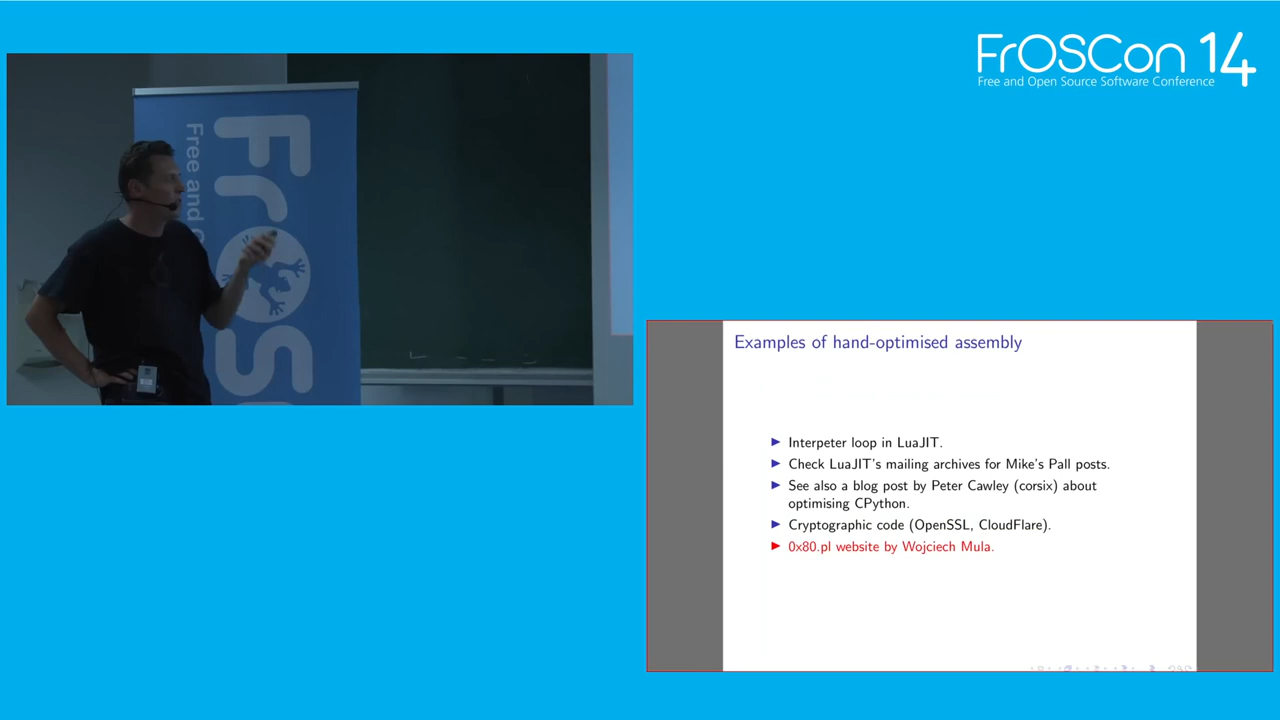 FrOSCon 14
Free and Open Source Software Conference
Free and
FrOS
Examples of hand-optimised assembly
Interpeter loop in LuaJIT.
Check LuaJIT's mailing archives for Mike's Pall posts.
See also a blog post by Peter Cawley (corsix) about
optimising CPython.
Cryptographic code (OpenSSL, CloudFlare).
0x80.pl website by Wojciech Mula.